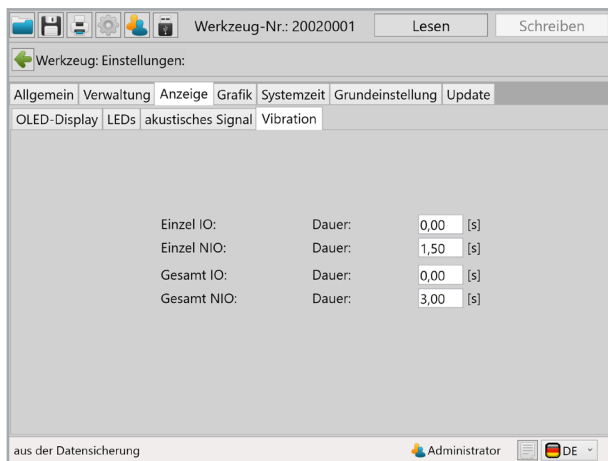 Werkzeug-Nr.: 20020001 Lesen Schreiben
Werkzeug: Einstellungen:
Allgemein Verwaltung Anzeige Grafik Systemzeit Grundeinstellung Update
OLED-Display LEDs akustisches Signal Vibration
Einzel IO: Dauer: 0,00 [s]
Einzel NIO: Dauer: 1,50 [s]
Gesamt IO: Dauer: 0,00 [s]
Gesamt NIO: Dauer: 3,00 [s]
aus der Datensicherung Administrator DE